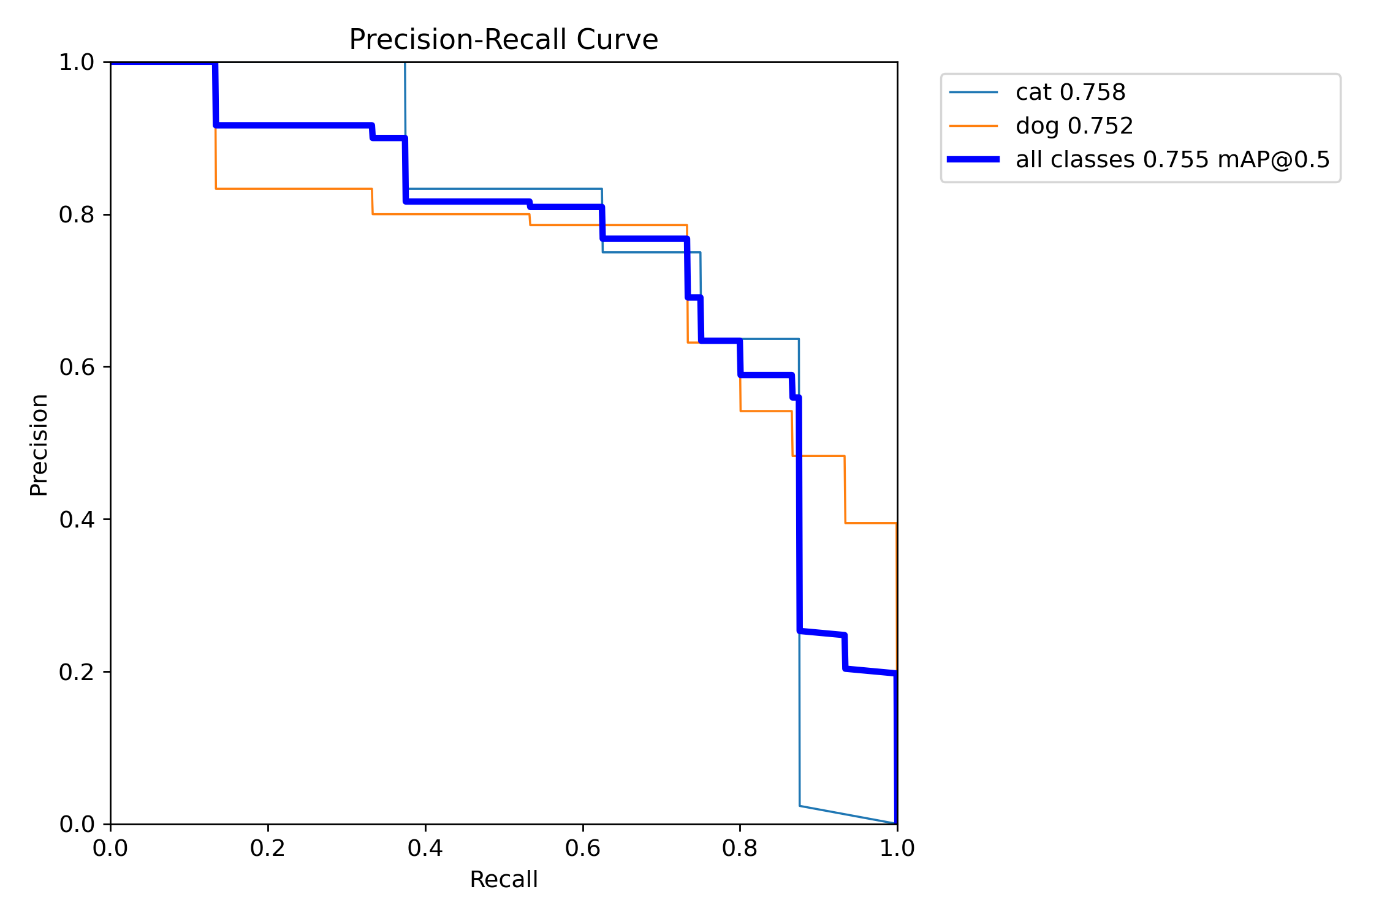 Precision-Recall Curve
1.0
0.8
0.6
0.4
0.2
0.0
Precision
0.0 0.2 0.4 0.6 0.8 1.0
Recall
cat 0.758
dog 0.752
all classes 0.755 mAP@0.5